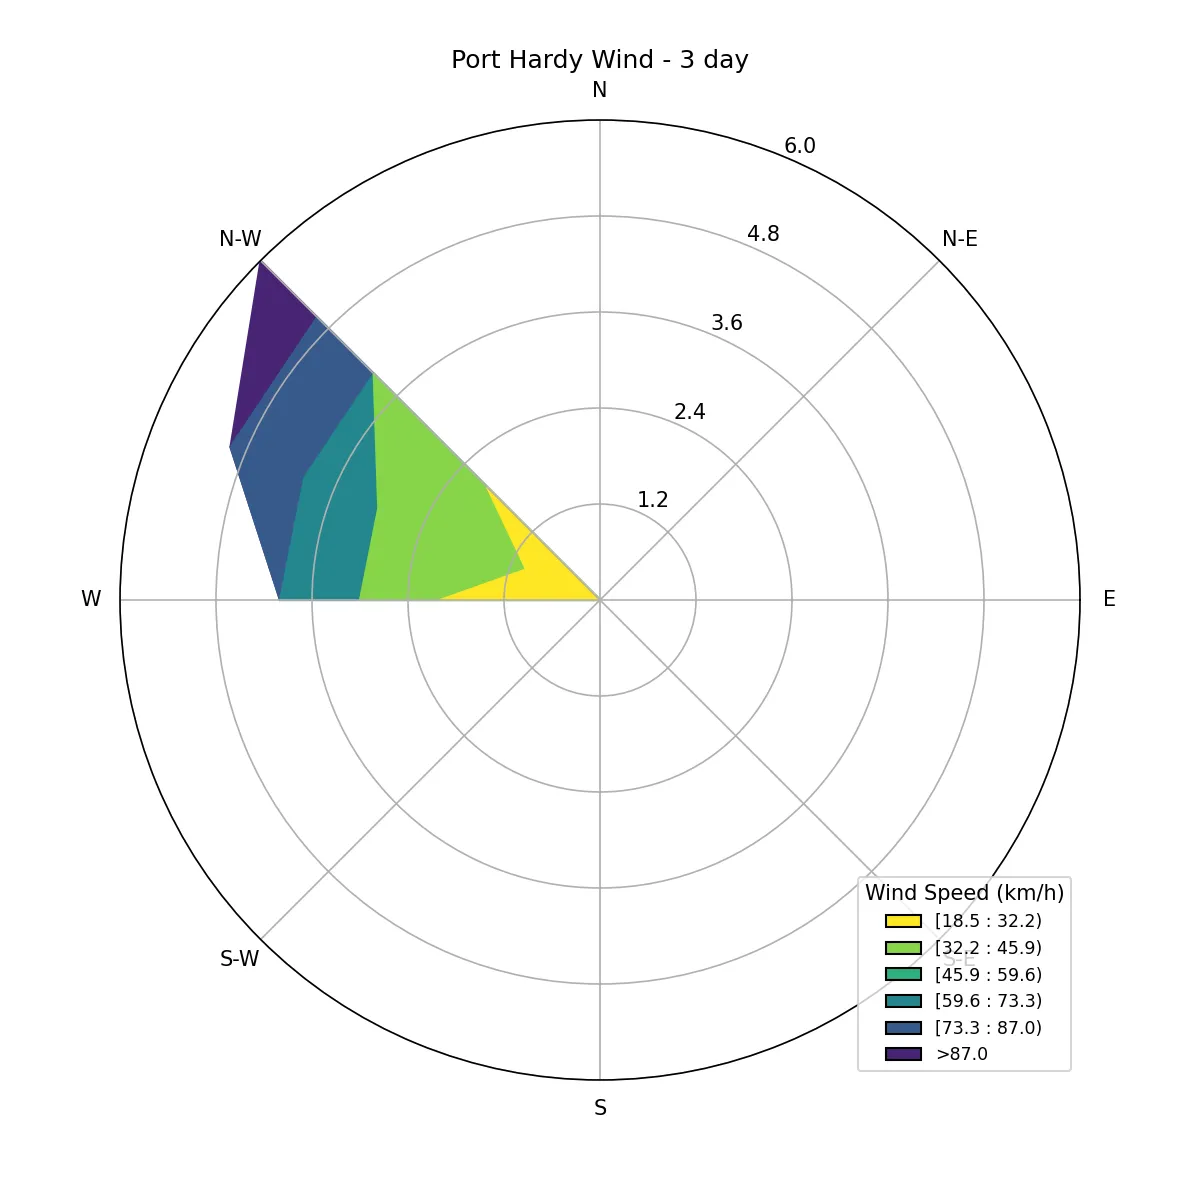 Port Hardy Wind - 3 day
N
6.0
N-W
N-E
4.8
3.6
2.4
1.2
W
E
S-W
S-E
S
Wind Speed (km/h)
[18.5 : 32.2)
[32.2 : 45.9)
[45.9 : 59.6)
[59.6 : 73.3)
[73.3 : 87.0)
>87.0